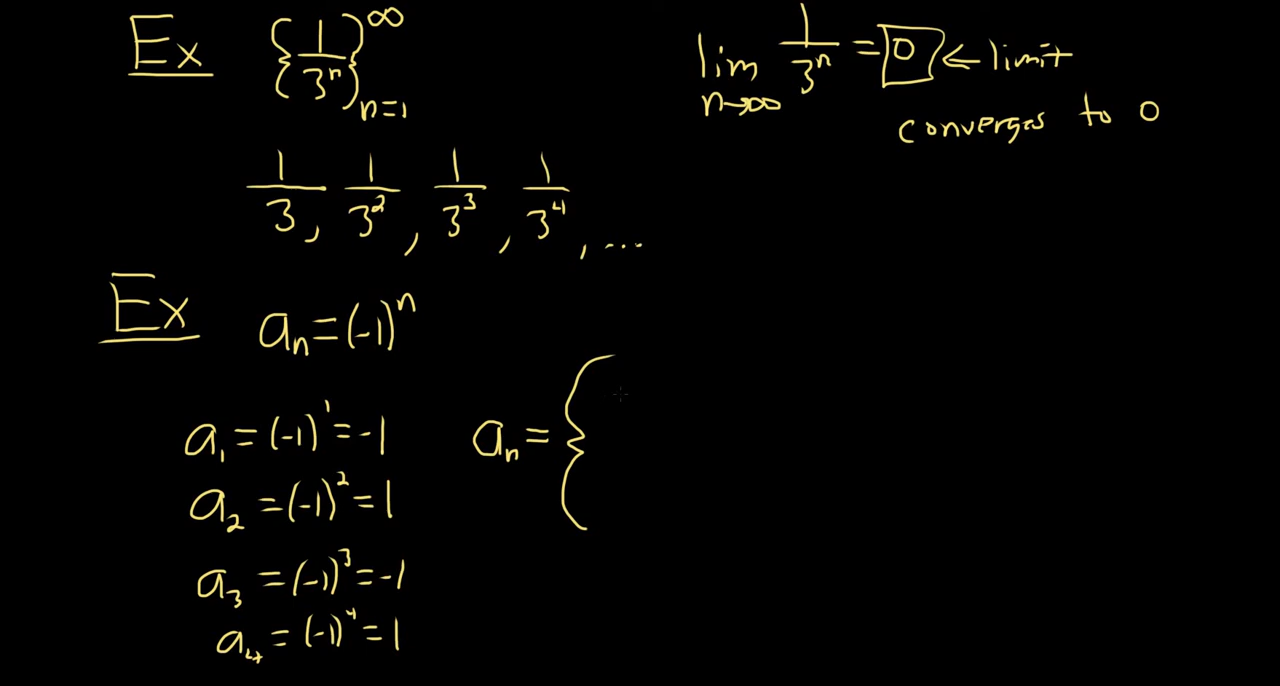 Ex {1/3^n}_{n=1}^∞
lim_{n→∞} 1/3^n = 0 ← limit
converges to 0
1/3, 1/3^2, 1/3^3, 1/3^4, ...
Ex a_n = (-1)^n
a_1 = (-1)^1 = -1
a_2 = (-1)^2 = 1
a_3 = (-1)^3 = -1
a_4 = (-1)^4 = 1
a_n = {